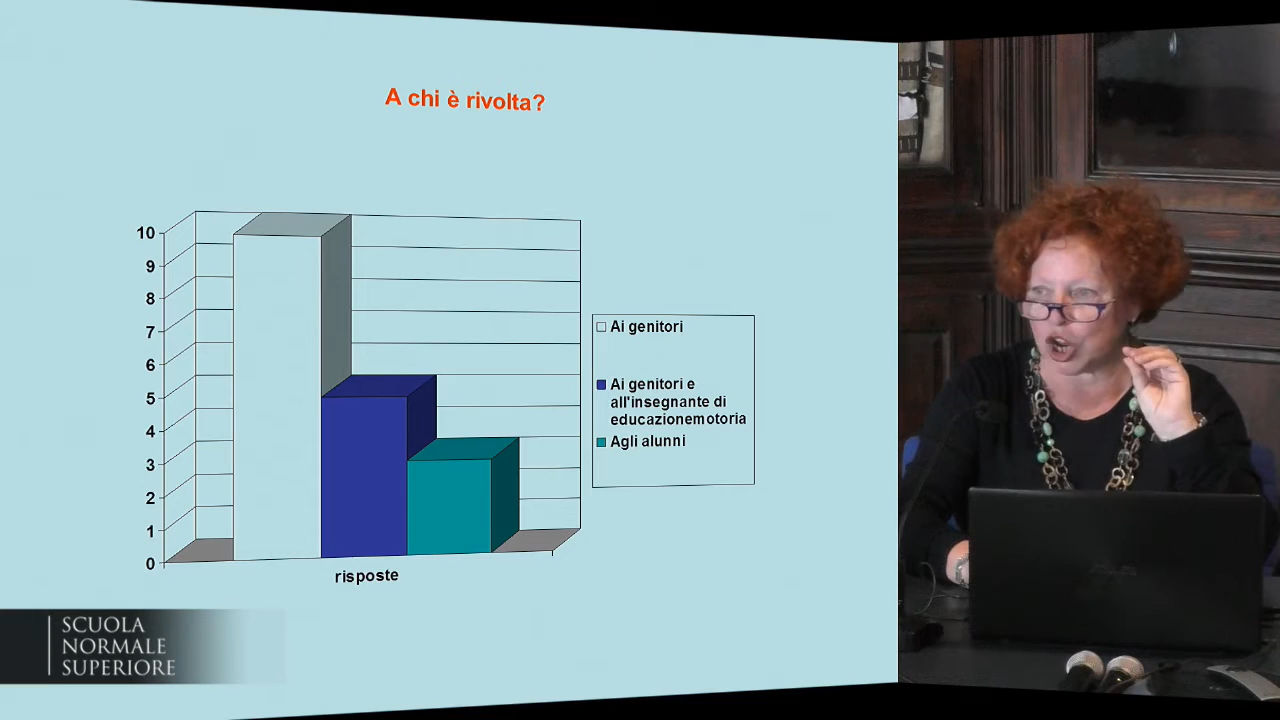 A chi è rivolta?
10
9
8
7
6
5
4
3
2
1
0
risposte
Ai genitori
Ai genitori e
all'insegnante di
educazionemotoria
Agli alunni
SCUOLA
NORMALE
SUPERIORE